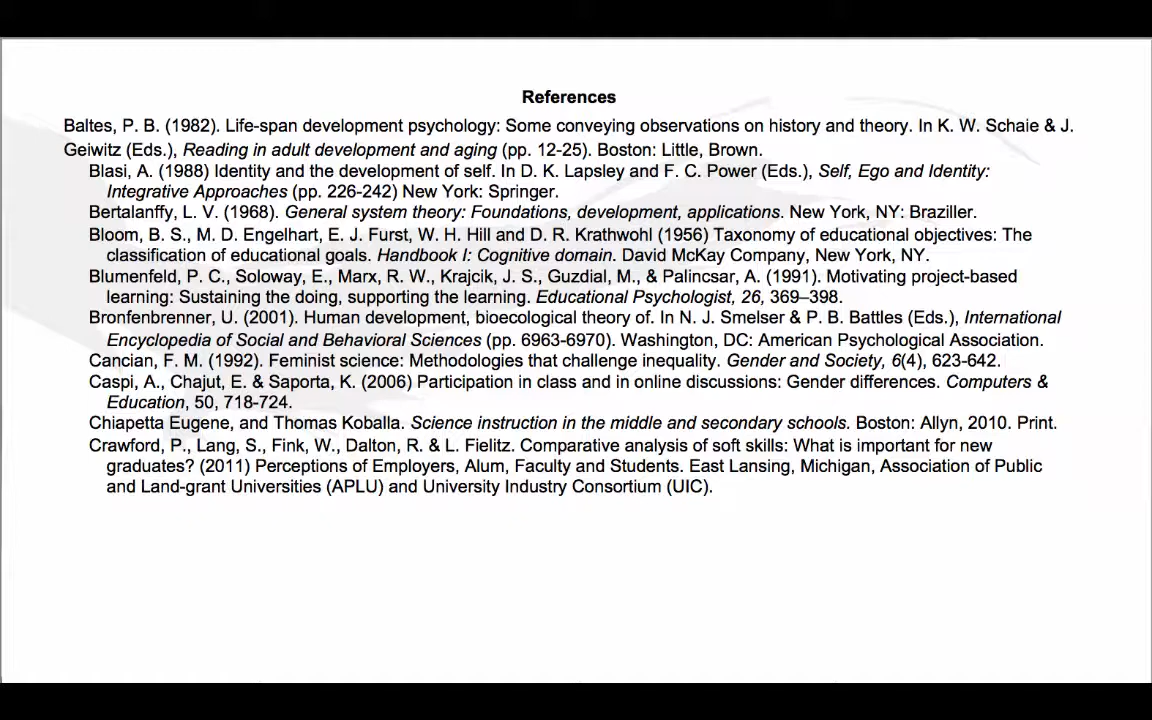 References
Baltes, P. B. (1982). Life-span development psychology: Some conveying observations on history and theory. In K. W. Schaie & J.
Geiwitz (Eds.), Reading in adult development and aging (pp. 12-25). Boston: Little, Brown.
Blasi, A. (1988) Identity and the development of self. In D. K. Lapsley and F. C. Power (Eds.), Self, Ego and Identity:
Integrative Approaches (pp. 226-242) New York: Springer.
Bertalanffy, L. V. (1968). General system theory: Foundations, development, applications. New York, NY: Braziller.
Bloom, B. S., M. D. Engelhart, E. J. Furst, W. H. Hill and D. R. Krathwohl (1956) Taxonomy of educational objectives: The
classification of educational goals. Handbook I: Cognitive domain. David McKay Company, New York, NY.
Blumenfeld, P. C., Soloway, E., Marx, R. W., Krajcik, J. S., Guzdial, M., & Palincsar, A. (1991). Motivating project-based
learning: Sustaining the doing, supporting the learning. Educational Psychologist, 26, 369–398.
Bronfenbrenner, U. (2001). Human development, bioecological theory of. In N. J. Smelser & P. B. Battles (Eds.), International
Encyclopedia of Social and Behavioral Sciences (pp. 6963-6970). Washington, DC: American Psychological Association.
Cancian, F. M. (1992). Feminist science: Methodologies that challenge inequality. Gender and Society, 6(4), 623-642.
Caspi, A., Chajut, E. & Saporta, K. (2006) Participation in class and in online discussions: Gender differences. Computers &
Education, 50, 718-724.
Chiapetta Eugene, and Thomas Koballa. Science instruction in the middle and secondary schools. Boston: Allyn, 2010. Print.
Crawford, P., Lang, S., Fink, W., Dalton, R. & L. Fielitz. Comparative analysis of soft skills: What is important for new
graduates? (2011) Perceptions of Employers, Alum, Faculty and Students. East Lansing, Michigan, Association of Public
and Land-grant Universities (APLU) and University Industry Consortium (UIC).